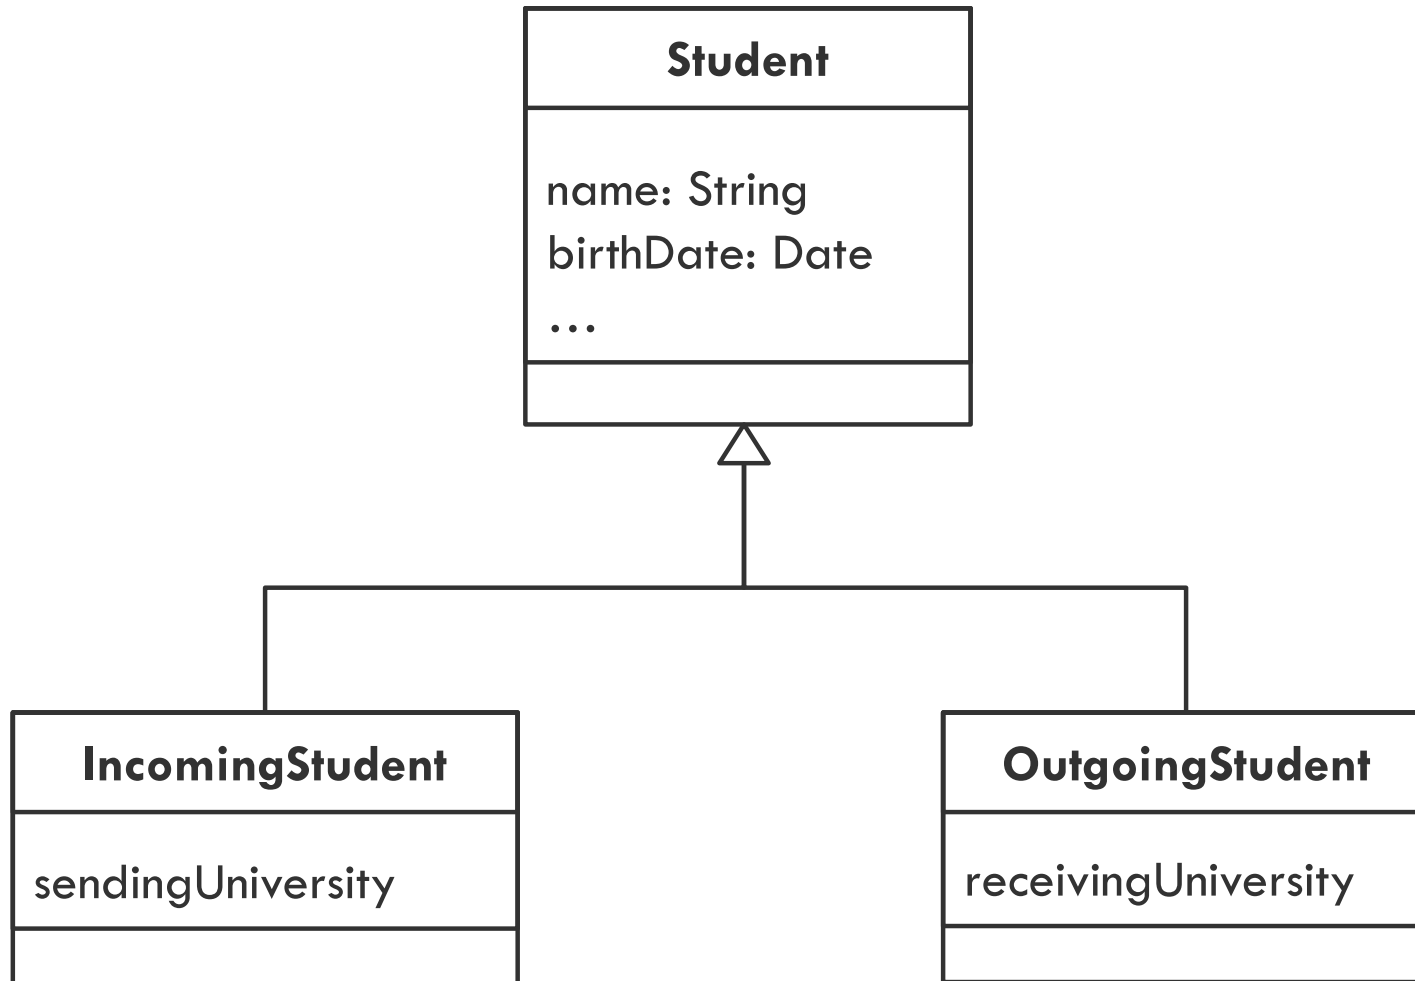 Student
name: String
birthDate: Date
…
IncomingStudent
sendingUniversity
OutgoingStudent
receivingUniversity